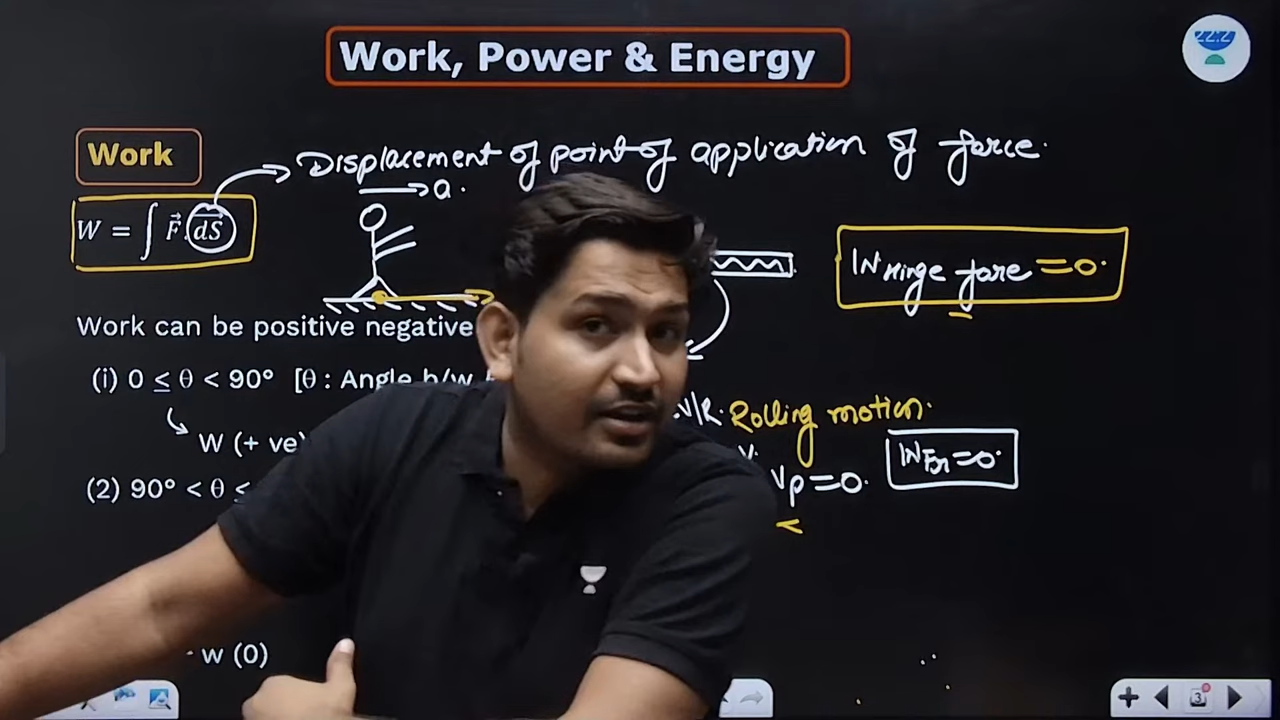 Work, Power & Energy
Work
Displacement of point of application of force.
a.
W = ∫ F⃗.dS⃗
WHinge force = 0.
Work can be positive negative
(i) 0 ≤ θ < 90° [θ : Angle b/w
W (+ ve)
V/R. Rolling motion.
V.
VP = 0.
WFr = 0.
(2) 90° < θ ≤
w (0)
3